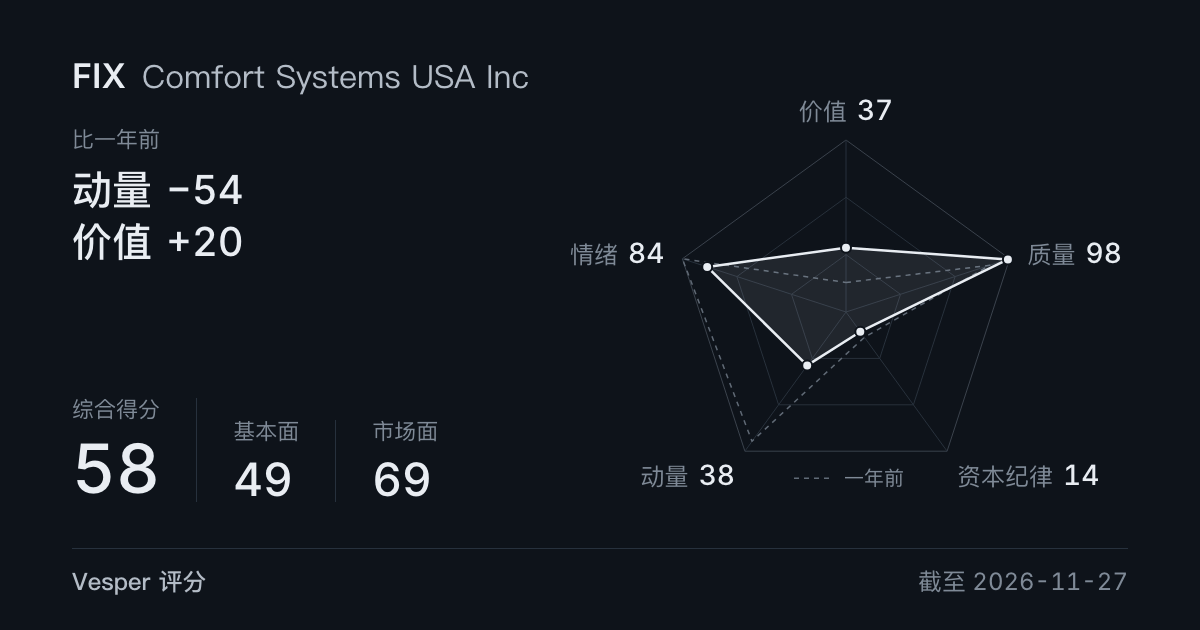 FIX Comfort Systems USA Inc
比一年前
动量 −54
价值 +20
综合得分
58
基本面
49
市场面
69
价值 37
情绪 84
质量 98
动量 38
一年前
资本纪律 14
Vesper 评分
截至 2026-11-27